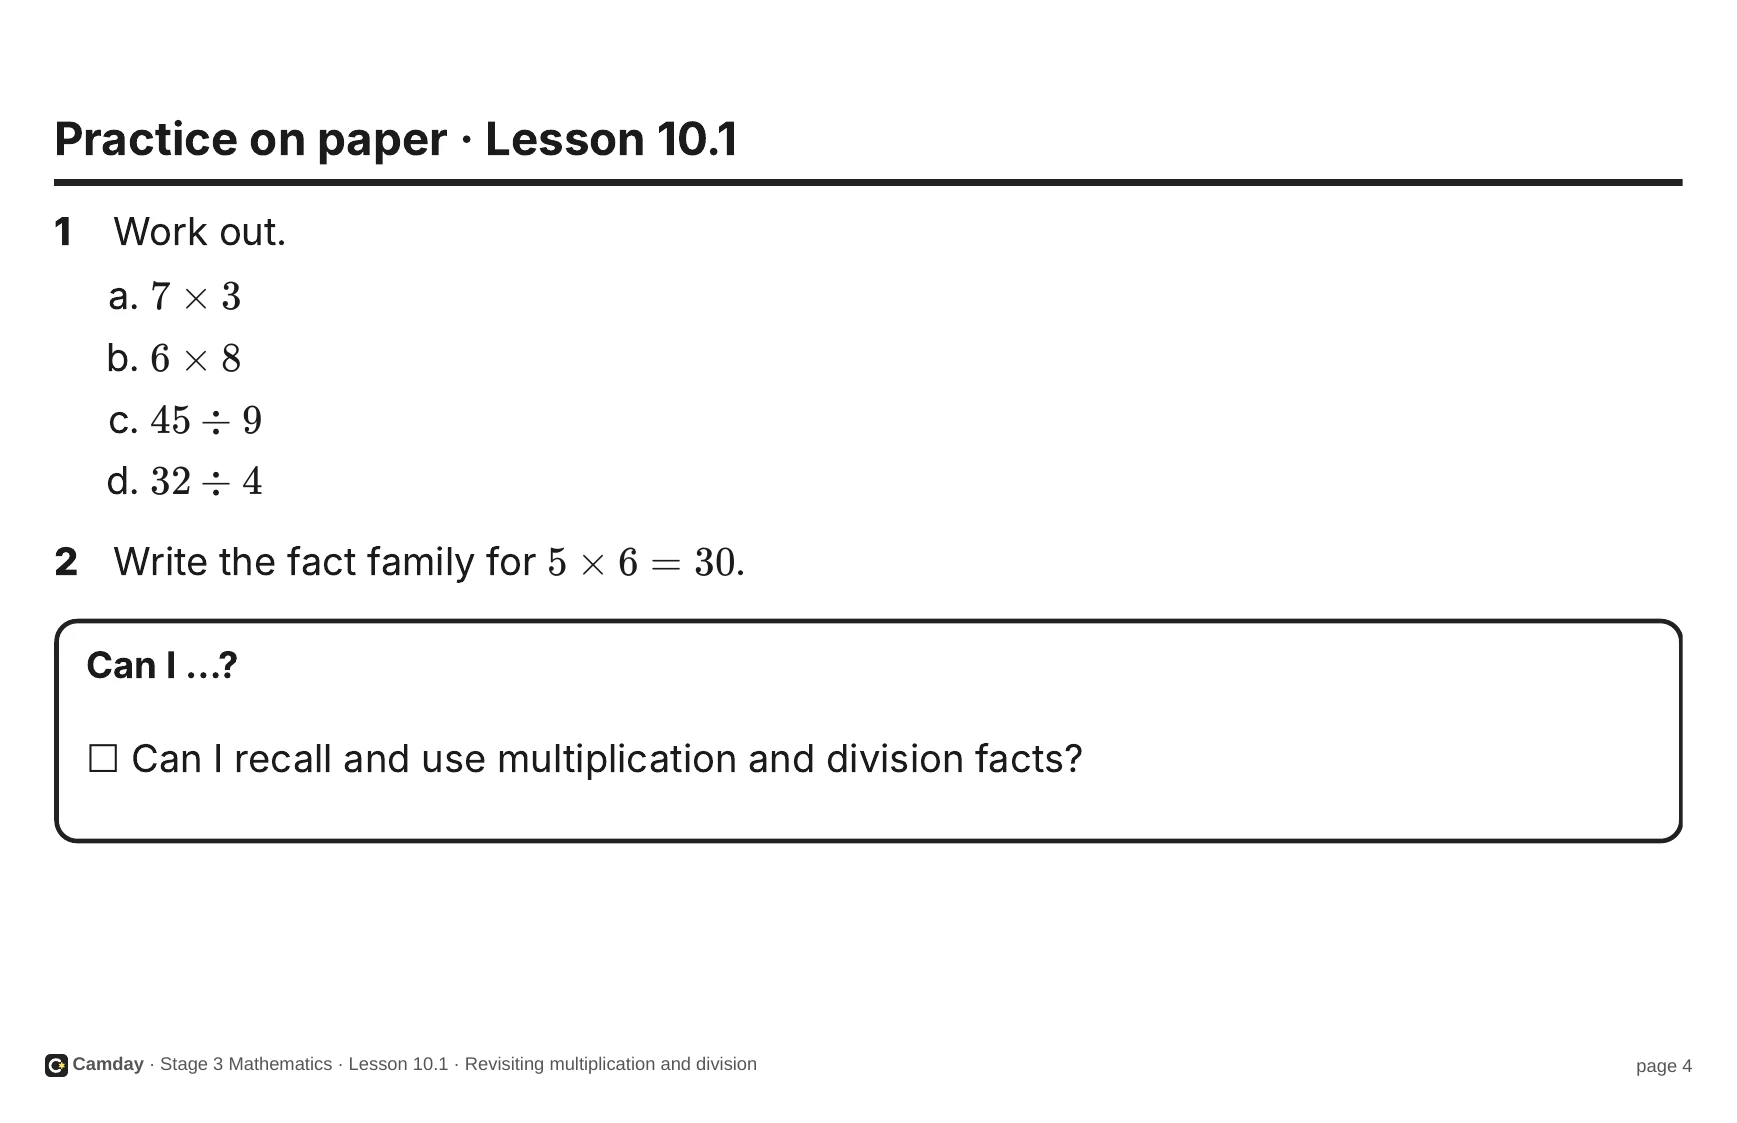 Practice on paper · Lesson 10.1
1 Work out.
a. 7 × 3
b. 6 × 8
c. 45 ÷ 9
d. 32 ÷ 4
2 Write the fact family for 5 × 6 = 30.
Can I ...?
☐ Can I recall and use multiplication and division facts?
Camday · Stage 3 Mathematics · Lesson 10.1 · Revisiting multiplication and division
page 4